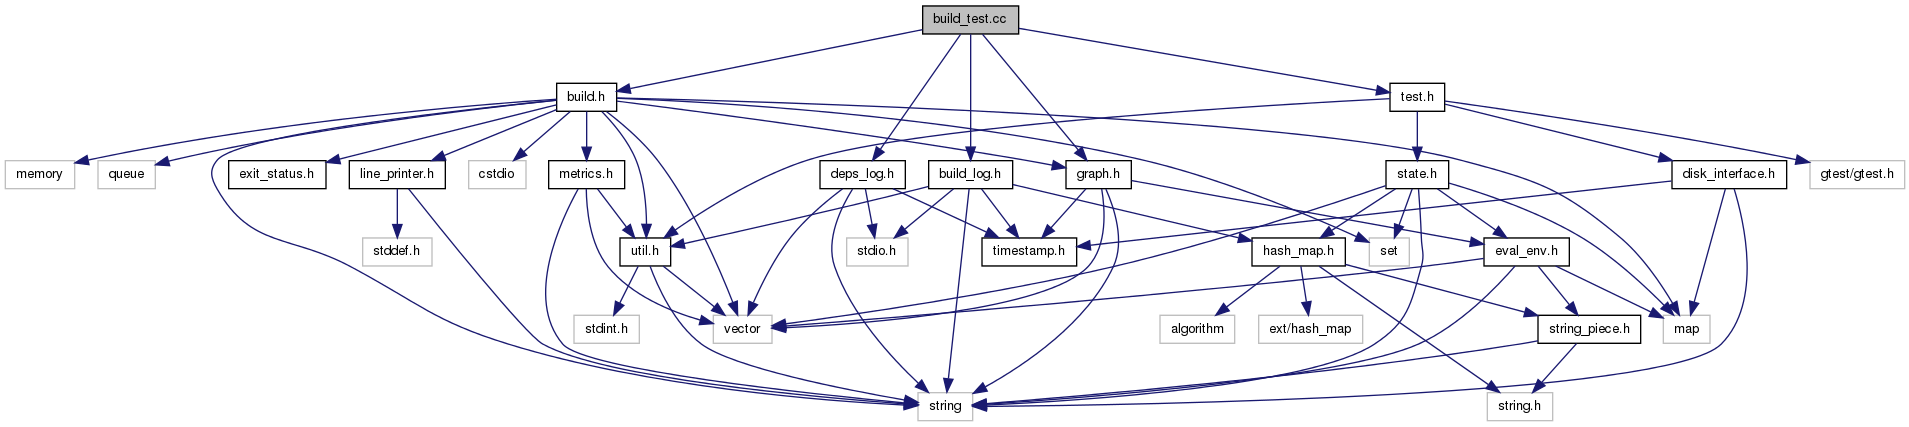 build_test.cc
build.h
test.h
memory
queue
exit_status.h
line_printer.h
cstdio
metrics.h
deps_log.h
build_log.h
graph.h
state.h
disk_interface.h
gtest/gtest.h
stddef.h
util.h
stdio.h
timestamp.h
hash_map.h
set
eval_env.h
stdint.h
vector
algorithm
ext/hash_map
string_piece.h
map
string
string.h